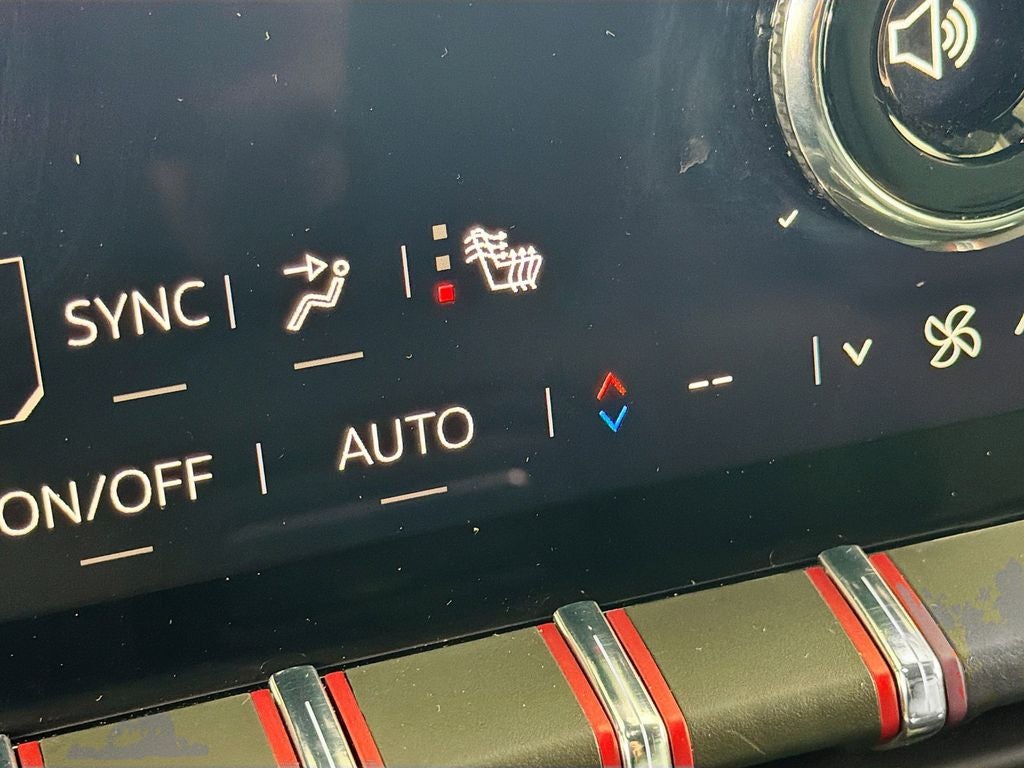 SYNC
ON/OFF
AUTO
--